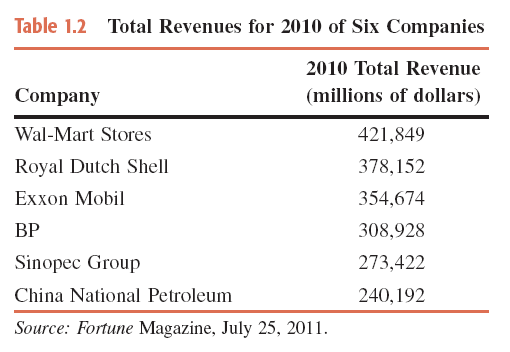 Table 1.2 Total Revenues for 2010 of Six Companies
2010 Total Revenue
Company (millions of dollars)
Wal-Mart Stores 421,849
Royal Dutch Shell 378,152
Exxon Mobil 354,674
BP 308,928
Sinopec Group 273,422
China National Petroleum 240,192
Source: Fortune Magazine, July 25, 2011.